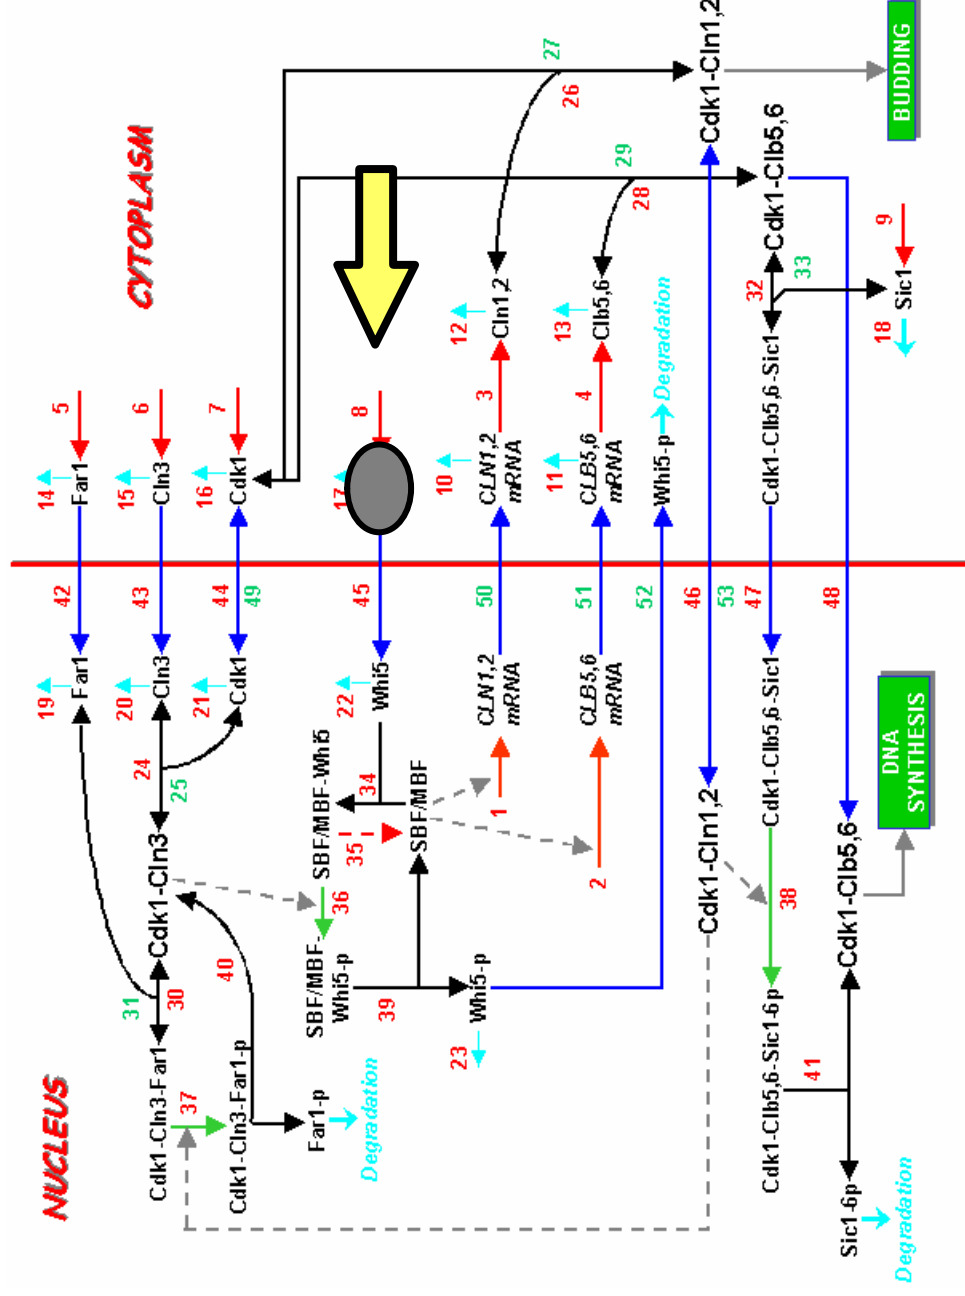 NUCLEUS
CYTOPLASM
19
42
14
5
Far1
Far1
31
20
43
15
6
Cdk1-Cln3-Far1
30
Cdk1-Cln3
24
25
Cln3
Cln3
37
40
21
44
49
16
7
Cdk1-Cln3-Far1-p
Cdk1
Cdk1
Far1-p
Degradation
SBF/MBF-
Whi5-p
36
SBF/MBF-Whi5
35
34
22
45
17
8
Whi5
39
SBF/MBF
23
Whi5-p
1
CLN1,2
mRNA
50
10
CLN1,2
mRNA
3
12
Cln1,2
26
27
2
CLB5,6
mRNA
51
11
CLB5,6
mRNA
4
13
Clb5,6
28
29
52
Whi5-p
Degradation
Cdk1-Cln1,2
46
53
Cdk1-Cln1,2
Cdk1-Clb5,6-Sic1-6p
38
Cdk1-Clb5,6-Sic1
47
Cdk1-Clb5,6-Sic1
32
33
Cdk1-Clb5,6
41
48
Sic1-6p
Degradation
Cdk1-Clb5,6
18
Sic1
9
DNA
SYNTHESIS
BUDDING